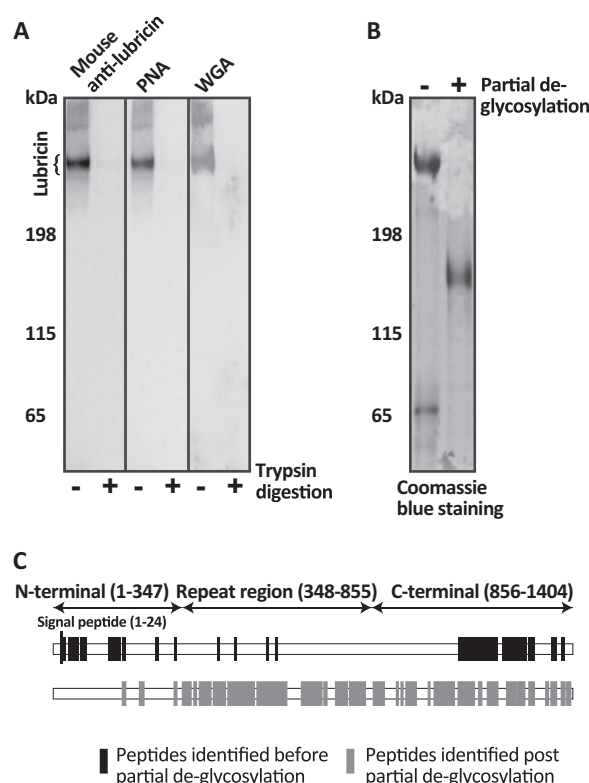 A
Mouse
anti-lubricin
PNA
WGA
kDa
Lubricin {
198
115
65
- + - + - +
Trypsin
digestion
B
- + Partial de-
glycosylation
kDa
198
115
65
Coomassie
blue staining
C
N-terminal (1-347) Repeat region (348-855) C-terminal (856-1404)
Signal peptide (1-24)
Peptides identified before
partial de-glycosylation
Peptides identified post
partial de-glycosylation